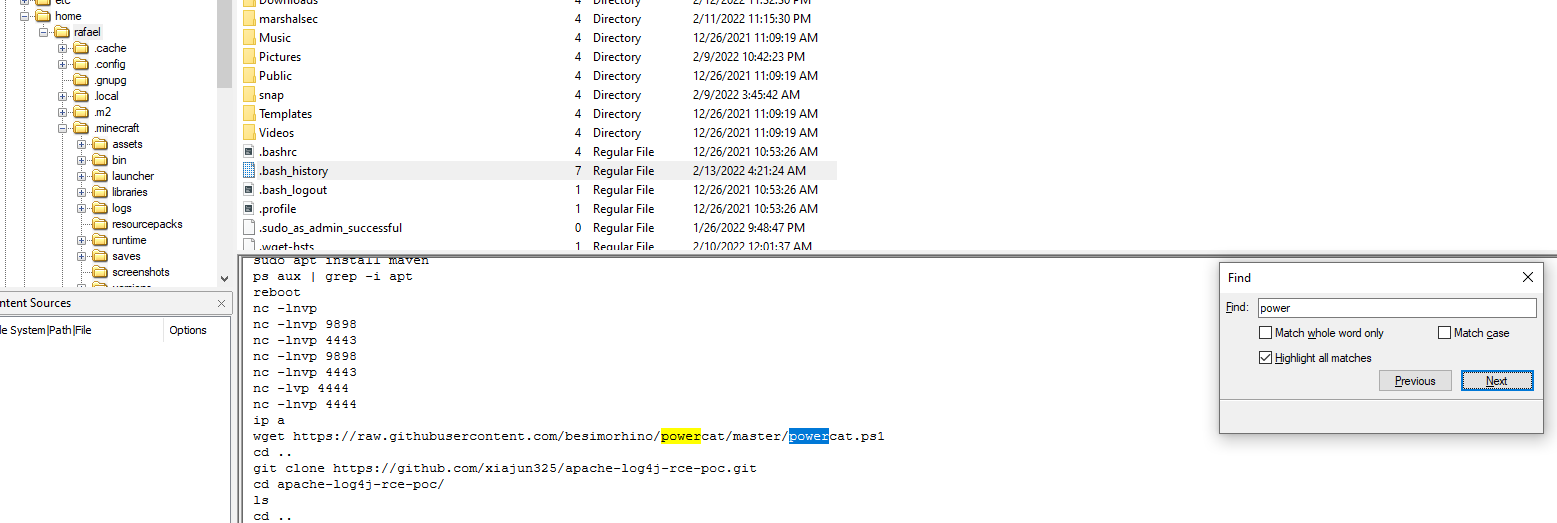 etc
home
rafael
.cache
.config
.gnupg
.local
.m2
.minecraft
assets
bin
launcher
libraries
logs
resourcepacks
runtime
saves
screenshots
versions
ntent Sources
le System|Path|File Options
Downloads 4 Directory 2/12/2022 11:52:50 PM
marshalsec 4 Directory 2/11/2022 11:15:30 PM
Music 4 Directory 12/26/2021 11:09:19 AM
Pictures 4 Directory 2/9/2022 10:42:23 PM
Public 4 Directory 12/26/2021 11:09:19 AM
snap 4 Directory 2/9/2022 3:45:42 AM
Templates 4 Directory 12/26/2021 11:09:19 AM
Videos 4 Directory 12/26/2021 11:09:19 AM
.bashrc 4 Regular File 12/26/2021 10:53:26 AM
.bash_history 7 Regular File 2/13/2022 4:21:24 AM
.bash_logout 1 Regular File 12/26/2021 10:53:26 AM
.profile 1 Regular File 12/26/2021 10:53:26 AM
.sudo_as_admin_successful 0 Regular File 1/26/2022 9:48:47 PM
.wget-hsts 1 Regular File 2/10/2022 12:01:37 AM
sudo apt install maven
ps aux | grep -i apt
reboot
nc -lnvp
nc -lnvp 9898
nc -lnvp 4443
nc -lnvp 9898
nc -lnvp 4443
nc -lvp 4444
nc -lnvp 4444
ip a
wget https://raw.githubusercontent.com/besimorhino/powercat/master/powercat.ps1
cd ..
git clone https://github.com/xiajun325/apache-log4j-rce-poc.git
cd apache-log4j-rce-poc/
ls
cd ..
Find
Find: power
Match whole word only Match case
Highlight all matches
Previous Next